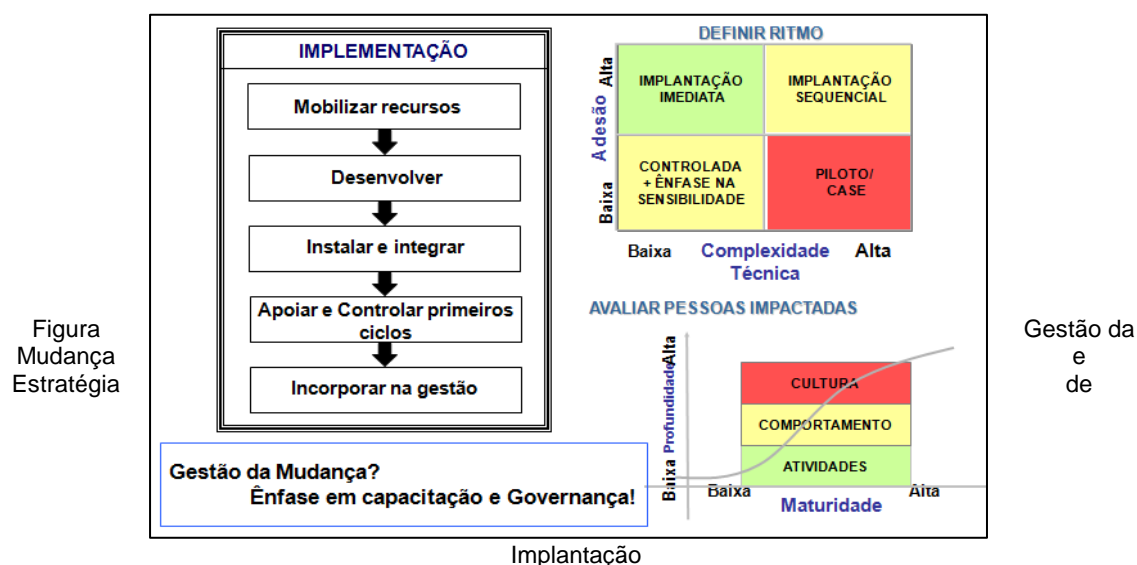 IMPLEMENTAÇÃO
Mobilizar recursos
Desenvolver
Instalar e integrar
Apoiar e Controlar primeiros
ciclos
Incorporar na gestão
DEFINIR RITMO
Adesão
Alta
Baixa
IMPLANTAÇÃO
IMEDIATA
IMPLANTAÇÃO
SEQUENCIAL
CONTROLADA
+ ÊNFASE NA
SENSIBILIDADE
PILOTO/
CASE
Baixa
Complexidade
Técnica
Alta
AVALIAR PESSOAS IMPACTADAS
Profundidade
Alta
Baixa
CULTURA
COMPORTAMENTO
ATIVIDADES
Baixa
Maturidade
Alta
Gestão da Mudança?
Ênfase em capacitação e Governança!
Figura
Mudança
Estratégia
Gestão da
e
de
Implantação